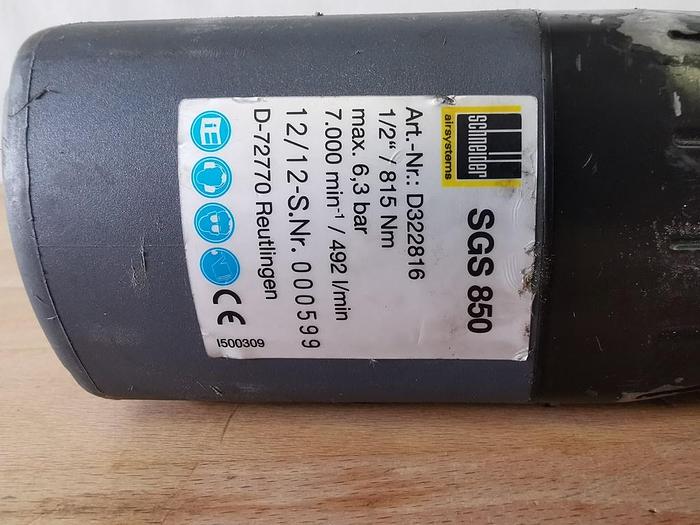 schneider
airsystems
SGS 850
Art.-Nr.: D322816
1/2“ / 815 Nm
max. 6,3 bar
7.000 min⁻¹ / 492 l/min
12/12-S.Nr. 000599
D-72770 Reutlingen
CE
I500309